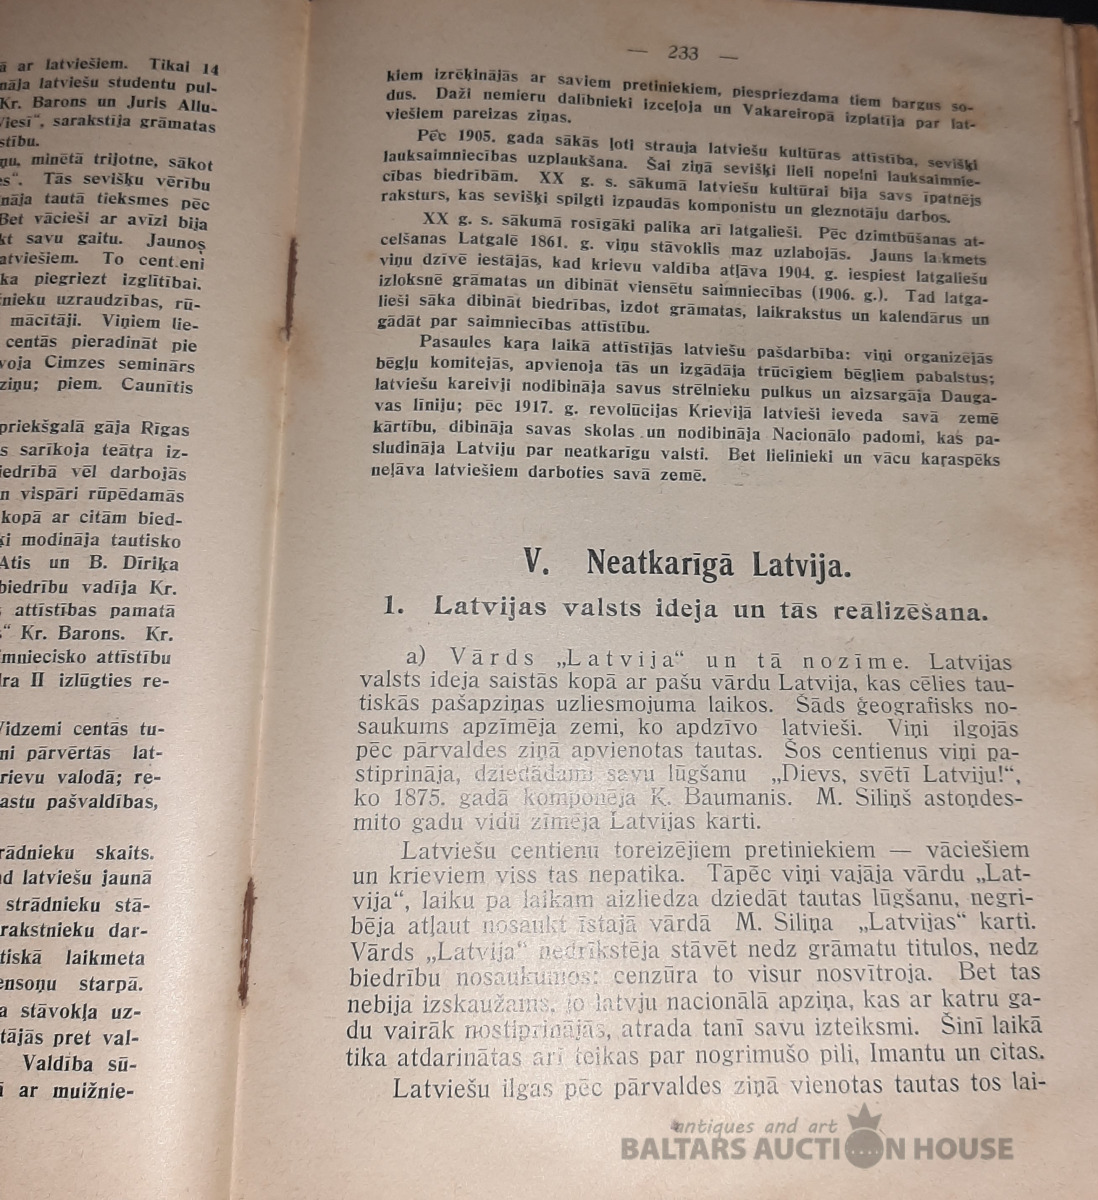 ā ar latviešiem. Tikai 14
nāja latviešu studentu pul-
Kr. Barons un Juris Allu-
Viesī", sarakstīja grāmatas
stību.
ņu, minētā trijotne, sākot
es". Tās sevišķu vērību
nāja tautā tieksmes pēc
Bet vācieši ar avīzi bija
kt savu gaitu. Jaunos
atviešiem. To centieni
ka piegriezt izglītībai.
nieku uzraudzības, rū-
mācītāji. Viņiem lie-
centās pieradināt pie
voja Cimzes seminārs
ziņu; piem. Caunītis
priekšgalā gāja Rīgas
s sarīkoja teātra iz-
iedrībā vēl darbojās
n vispāri rūpēdamās
kopā ar citām bied-
ķi modināja tautisko
Atis un B. Dīriķa
biedrību vadīja Kr.
s attīstības pamatā
s" Kr. Barons. Kr.
imniecisko attīstību
dra II izlūgties re-
Vidzemi centās tu-
ni pārvērtās lat-
rievu valodā; re-
astu pašvaldības,
rādnieku skaits.
ad latviešu jaunā
strādnieku stā-
rakstnieku dar-
tiskā laikmeta
ensoņu starpā.
a stāvokļa uz-
tājās pret val-
Valdība sū-
ī ar muižnie-
— 233 —
kiem izrēķinājās ar saviem pretiniekiem, piespriezdama tiem bargus so-
dus. Daži nemieru dalībnieki izceļoja un Vakareiropā izplatīja par lat-
viešiem pareizas ziņas.
Pēc 1905. gada sākās ļoti strauja latviešu kultūras attīstība, sevišķi
lauksaimniecības uzplaukšana. Šai ziņā sevišķi lieli nopelni lauksaimnie-
cības biedrībām. XX g. s. sākumā latviešu kultūrai bija savs īpatnējs
raksturs, kas sevišķi spilgti izpaudās komponistu un gleznotāju darbos.
XX g. s. sākumā rosīgāki palika arī latgalieši. Pēc dzimtbūšanas at-
celšanas Latgalē 1861. g. viņu stāvoklis maz uzlabojās. Jauns laikmets
viņu dzīvē iestājās, kad krievu valdība atļāva 1904. g. iespiest latgaliešu
izloksnē grāmatas un dibināt viensētu saimniecības (1906. g.). Tad latga-
lieši sāka dibināt biedrības, izdot grāmatas, laikrakstus un kalendārus un
gādāt par saimniecības attīstību.
Pasaules kaŗa laikā attīstījās latviešu pašdarbība: viņi organizējās
bēgļu komitejās, apvienoja tās un izgādāja trūcīgiem bēgļiem pabalstus;
latviešu kareivji nodibināja savus strēlnieku pulkus un aizsargāja Dauga-
vas līniju; pēc 1917. g. revolūcijas Krievijā latvieši ieveda savā zemē
kārtību, dibināja savas skolas un nodibināja Nacionālo padomi, kas pa-
sludināja Latviju par neatkarīgu valsti. Bet lielinieki un vācu kaŗaspēks
neļāva latviešiem darboties savā zemē.
V. Neatkarīgā Latvija.
1. Latvijas valsts ideja un tās reālizēšana.
a) Vārds „Latvija" un tā nozīme. Latvijas
valsts ideja saistās kopā ar pašu vārdu Latvija, kas cēlies tau-
tiskās pašapziņas uzliesmojuma laikos. Šāds ģeografisks no-
saukums apzīmēja zemi, ko apdzīvo latvieši. Viņi ilgojās
pēc pārvaldes ziņā apvienotas tautas. Šos centienus viņi pa-
stiprināja, dziedādami savu lūgšanu „Dievs, svētī Latviju!",
ko 1875. gadā komponēja K. Baumanis. M. Siliņš astoņdes-
mito gadu vidū zīmēja Latvijas karti.
Latviešu centienu toreizējiem pretiniekiem — vāciešiem
un krieviem viss tas nepatika. Tāpēc viņi vajāja vārdu „Lat-
vija", laiku pa laikam aizliedza dziedāt tautas lūgšanu, negri-
bēja atļaut nosaukt īstajā vārdā M. Siliņa „Latvijas" karti.
Vārds „Latvija" nedrīkstēja stāvēt nedz grāmatu titulos, nedz
biedrību nosaukumos: cenzūra to visur nosvītroja. Bet tas
nebija izskaužams, jo latvju nacionālā apziņa, kas ar katru ga-
du vairāk nostiprinājās, atrada tanī savu izteiksmi. Šinī laikā
tika atdarinātas arī teikas par nogrimušo pili, Imantu un citas.
Latviešu ilgas pēc pārvaldes ziņā vienotas tautas tos lai-
antiques and art
BALTARS AUCTION HOUSE